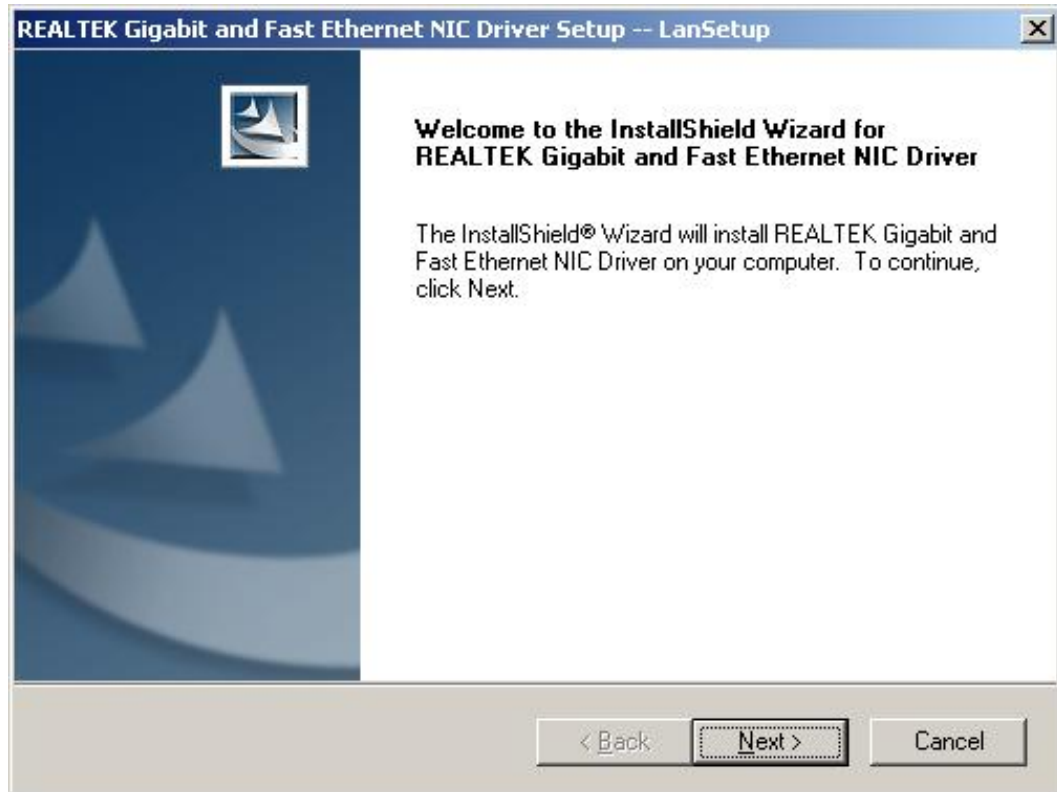 REALTEK Gigabit and Fast Ethernet NIC Driver Setup -- LanSetup
Welcome to the InstallShield Wizard for
REALTEK Gigabit and Fast Ethernet NIC Driver
The InstallShield® Wizard will install REALTEK Gigabit and
Fast Ethernet NIC Driver on your computer.  To continue,
click Next.
< Back
Next >
Cancel